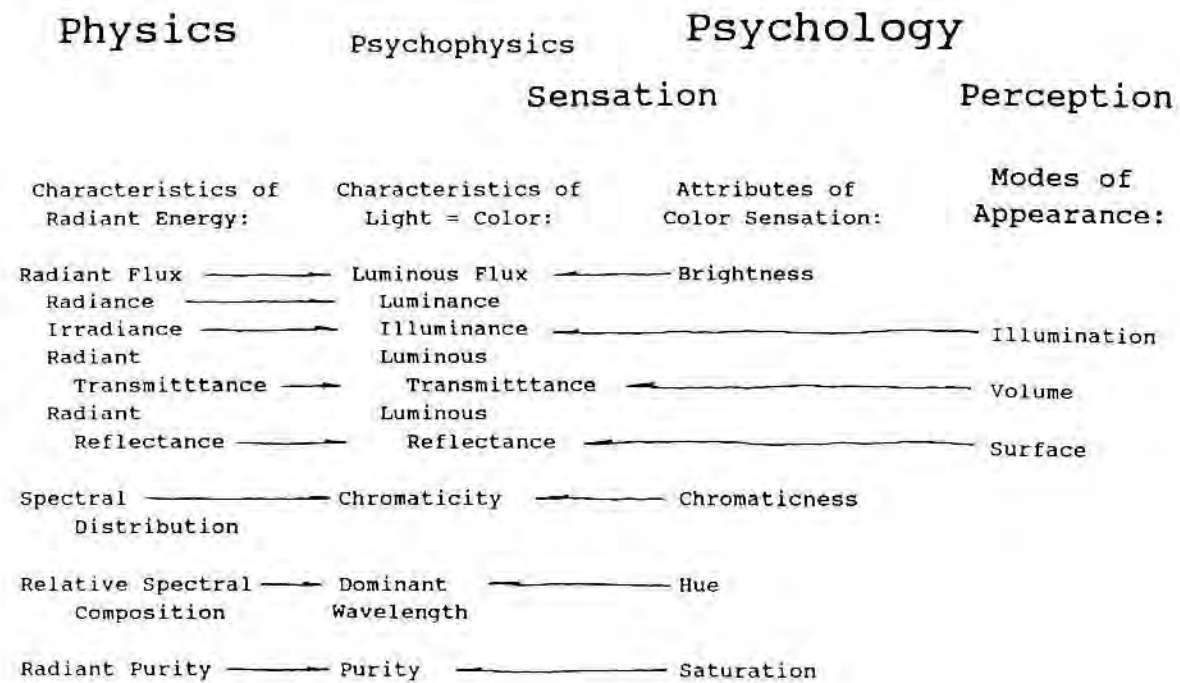 Physics Psychophysics Psychology
Sensation Perception
Characteristics of Characteristics of Attributes of Modes of
Radiant Energy: Light = Color: Color Sensation: Appearance:
Radiant Flux Luminous Flux Brightness
Radiance Luminance
Irradiance Illuminance Illumination
Radiant Luminous
Transmitttance Transmitttance Volume
Radiant Luminous
Reflectance Reflectance Surface
Spectral Chromaticity Chromaticness
Distribution
Relative Spectral Dominant Hue
Composition Wavelength
Radiant Purity Purity Saturation